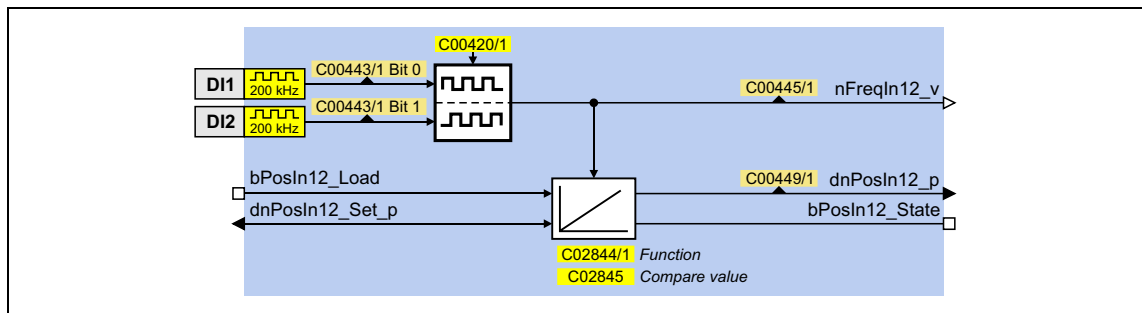 C00420/1
DI1
200 kHz
C00443/1 Bit 0
C00445/1
nFreqIn12_v
DI2
200 kHz
C00443/1 Bit 1
bPosIn12_Load
C00449/1
dnPosIn12_p
dnPosIn12_Set_p
bPosIn12_State
C02844/1 Function
C02845 Compare value